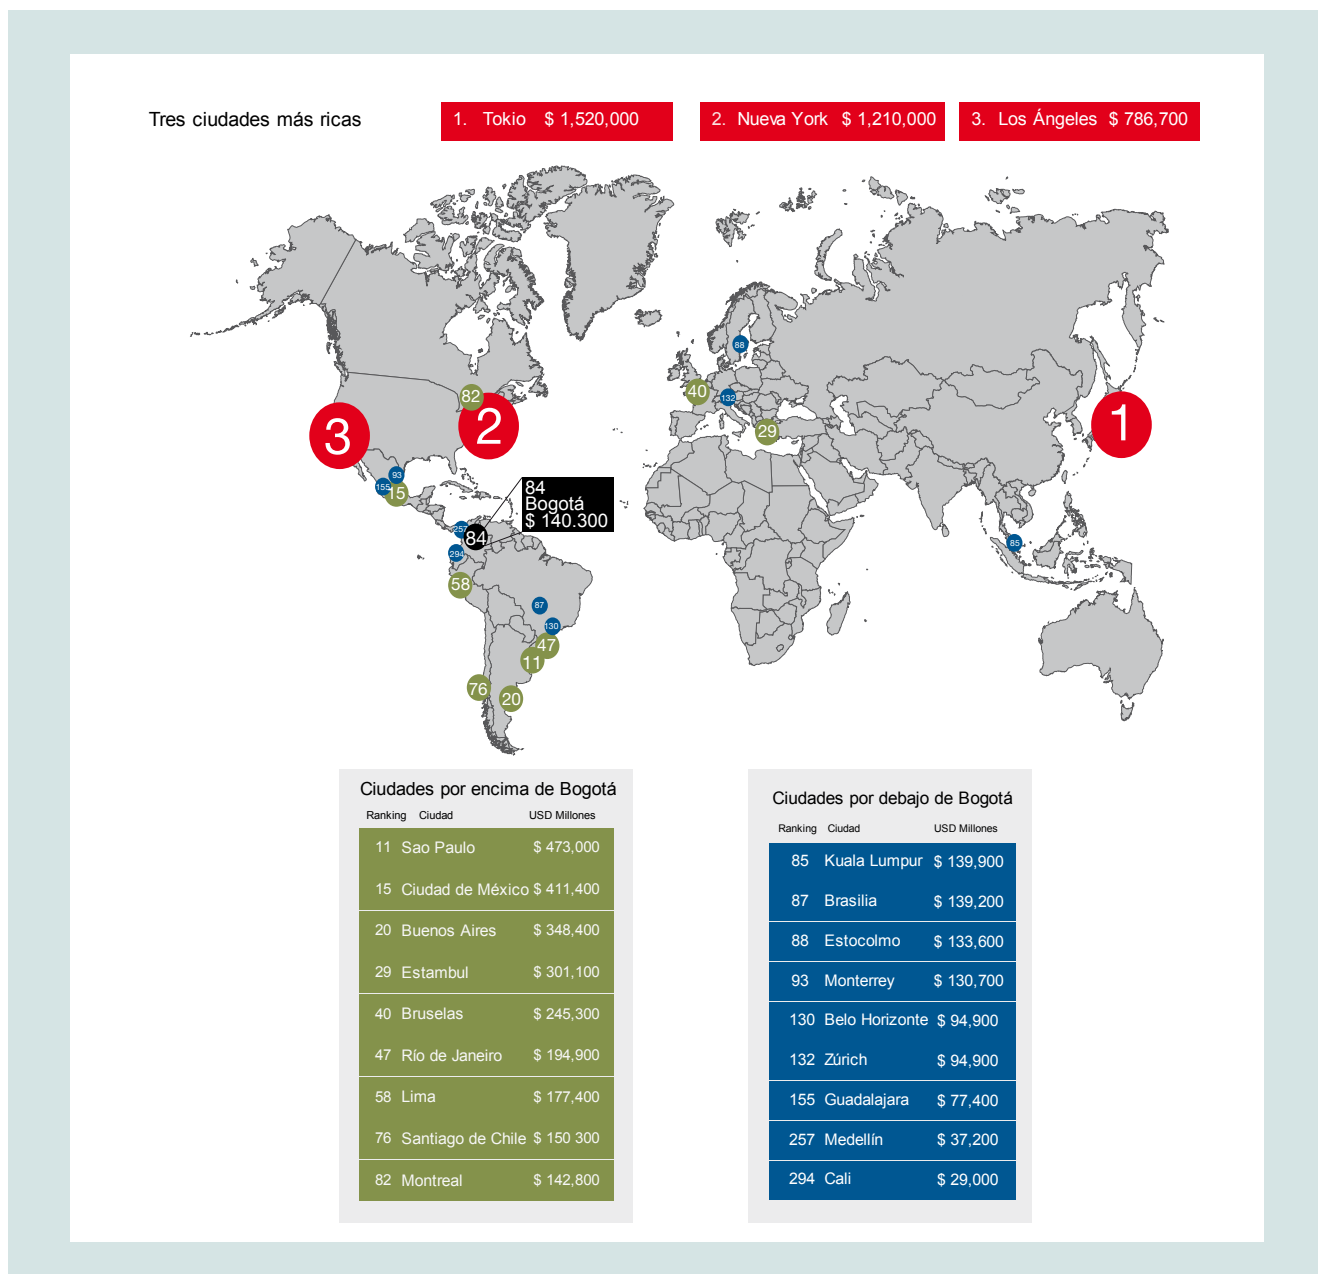 Tres ciudades más ricas
1. Tokio $ 1,520,000
2. Nueva York $ 1,210,000
3. Los Ángeles $ 786,700
88
82
40
132
3
2
1
29
93
155
15
84
Bogotá
$ 140.300
257
84
294
85
58
87
130
47
11
76
20
Ciudades por encima de Bogotá
Ranking Ciudad USD Millones
11 Sao Paulo $ 473,000
15 Ciudad de México $ 411,400
20 Buenos Aires $ 348,400
29 Estambul $ 301,100
40 Bruselas $ 245,300
47 Río de Janeiro $ 194,900
58 Lima $ 177,400
76 Santiago de Chile $ 150 300
82 Montreal $ 142,800
Ciudades por debajo de Bogotá
Ranking Ciudad USD Millones
85 Kuala Lumpur $ 139,900
87 Brasilia $ 139,200
88 Estocolmo $ 133,600
93 Monterrey $ 130,700
130 Belo Horizonte $ 94,900
132 Zúrich $ 94,900
155 Guadalajara $ 77,400
257 Medellín $ 37,200
294 Cali $ 29,000